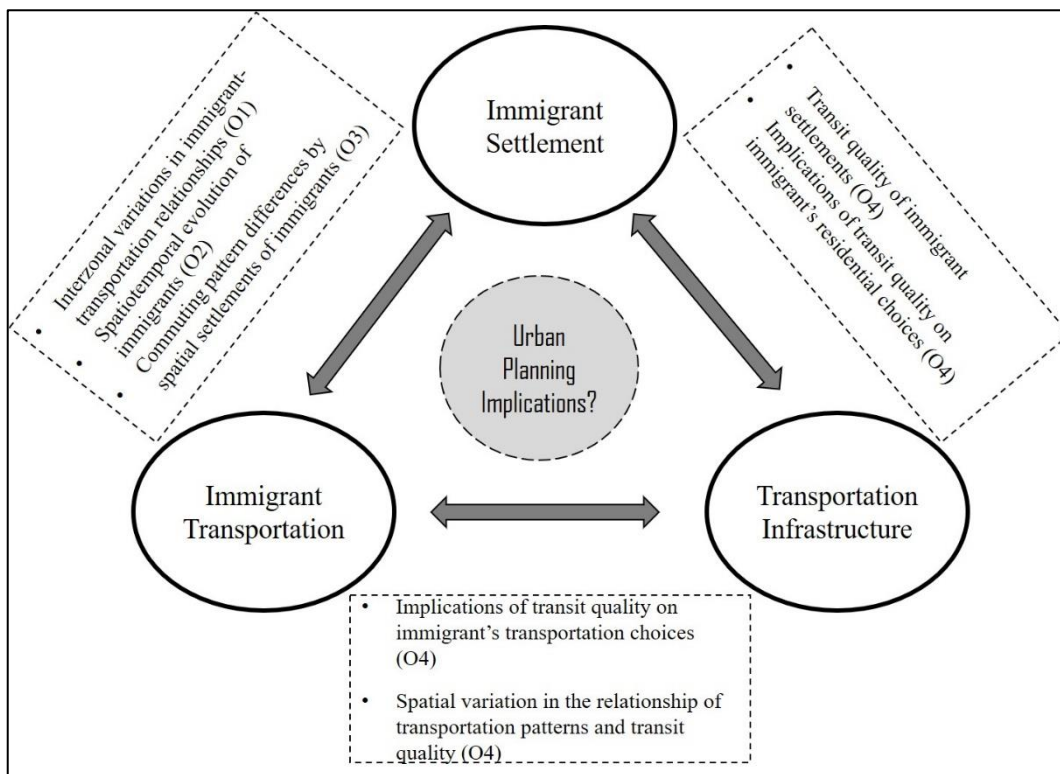 Immigrant
Settlement
• Interzonal variations in immigrant-
transportation relationships (O1)
• Spatiotemporal evolution of
immigrants (O2)
• Commuting pattern differences by
spatial settlements of immigrants (O3)
• Transit quality of immigrant
settlements (O4)
• Implications of transit quality on
immigrant’s residential choices (O4)
Urban
Planning
Implications?
Immigrant
Transportation
Transportation
Infrastructure
• Implications of transit quality on
immigrant’s transportation choices
(O4)
• Spatial variation in the relationship of
transportation patterns and transit
quality (O4)